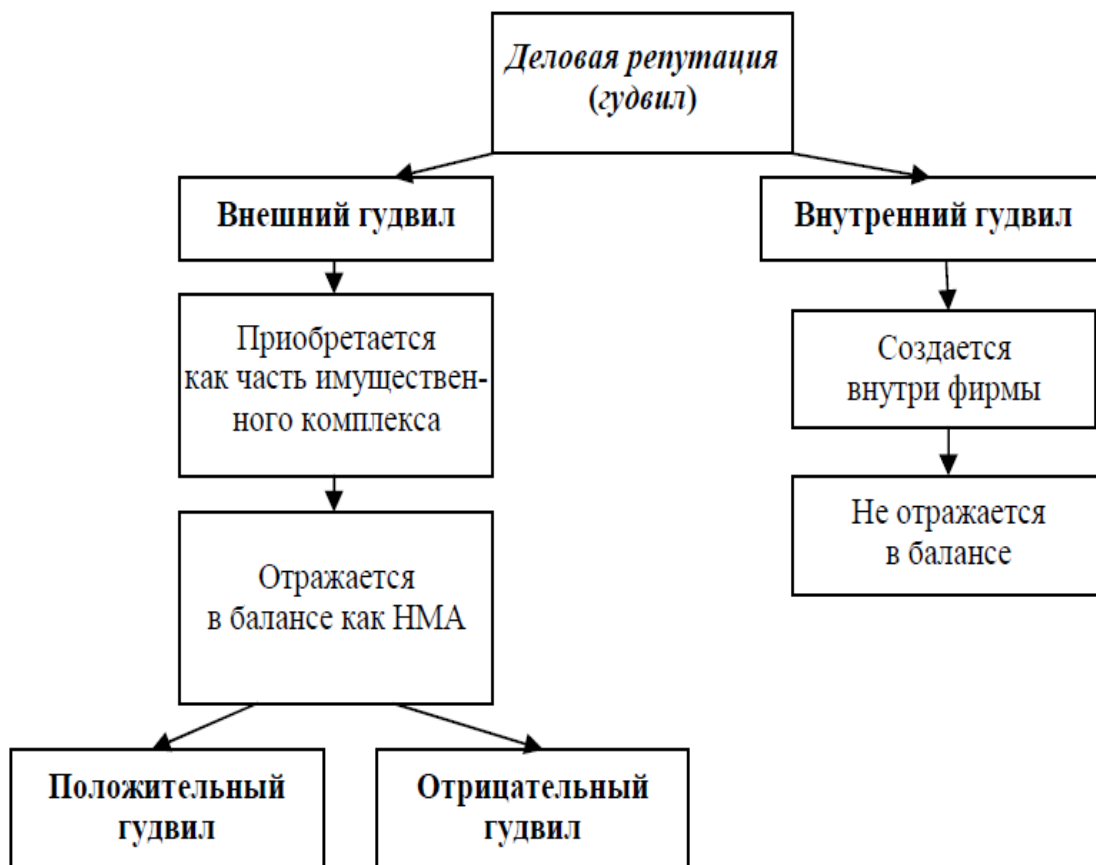 Деловая репутация
(гудвил)
Внешний гудвил
Внутренний гудвил
Приобретается
как часть имуществен-
ного комплекса
Создается
внутри фирмы
Отражается
в балансе как НМА
Не отражается
в балансе
Положительный
гудвил
Отрицательный
гудвил